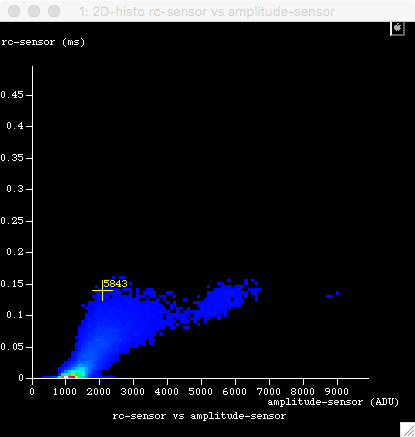 1: 2D-histo rc-sensor vs amplitude-sensor
rc-sensor (ms)
0.45
0.4
0.35
0.3
0.25
0.2
0.15
0.1
0.05
0
5843
0 1000 2000 3000 4000 5000 6000 7000 8000 9000
amplitude-sensor (ADU)
rc-sensor vs amplitude-sensor